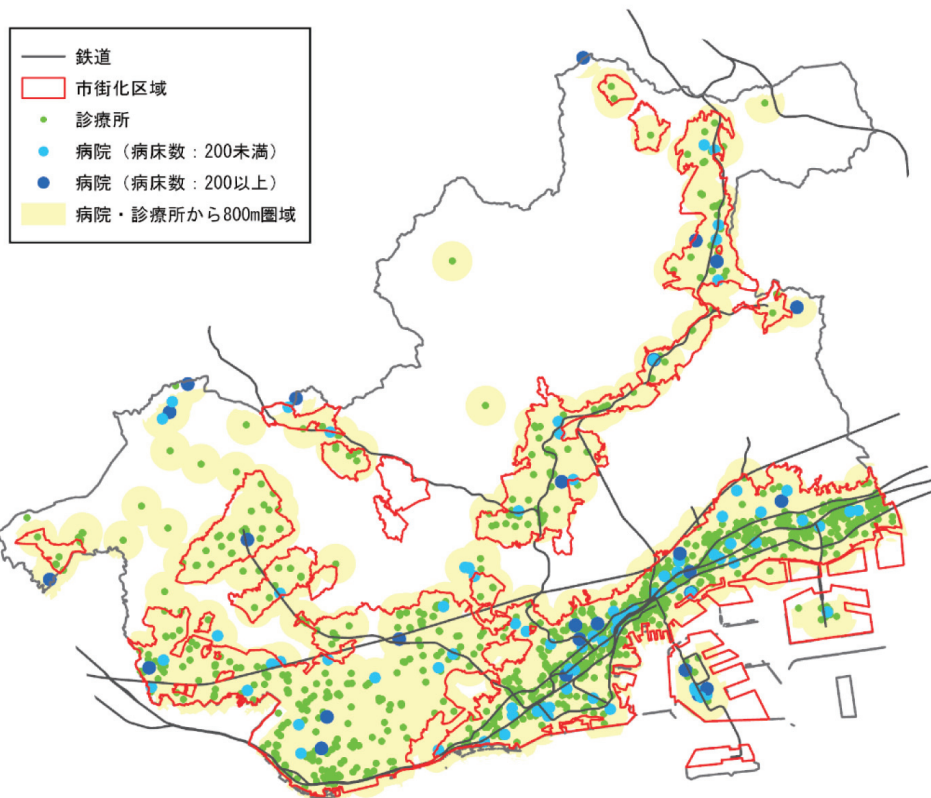 鉄道
市街化区域
診療所
病院（病床数：200未満）
病院（病床数：200以上）
病院・診療所から800m圏域